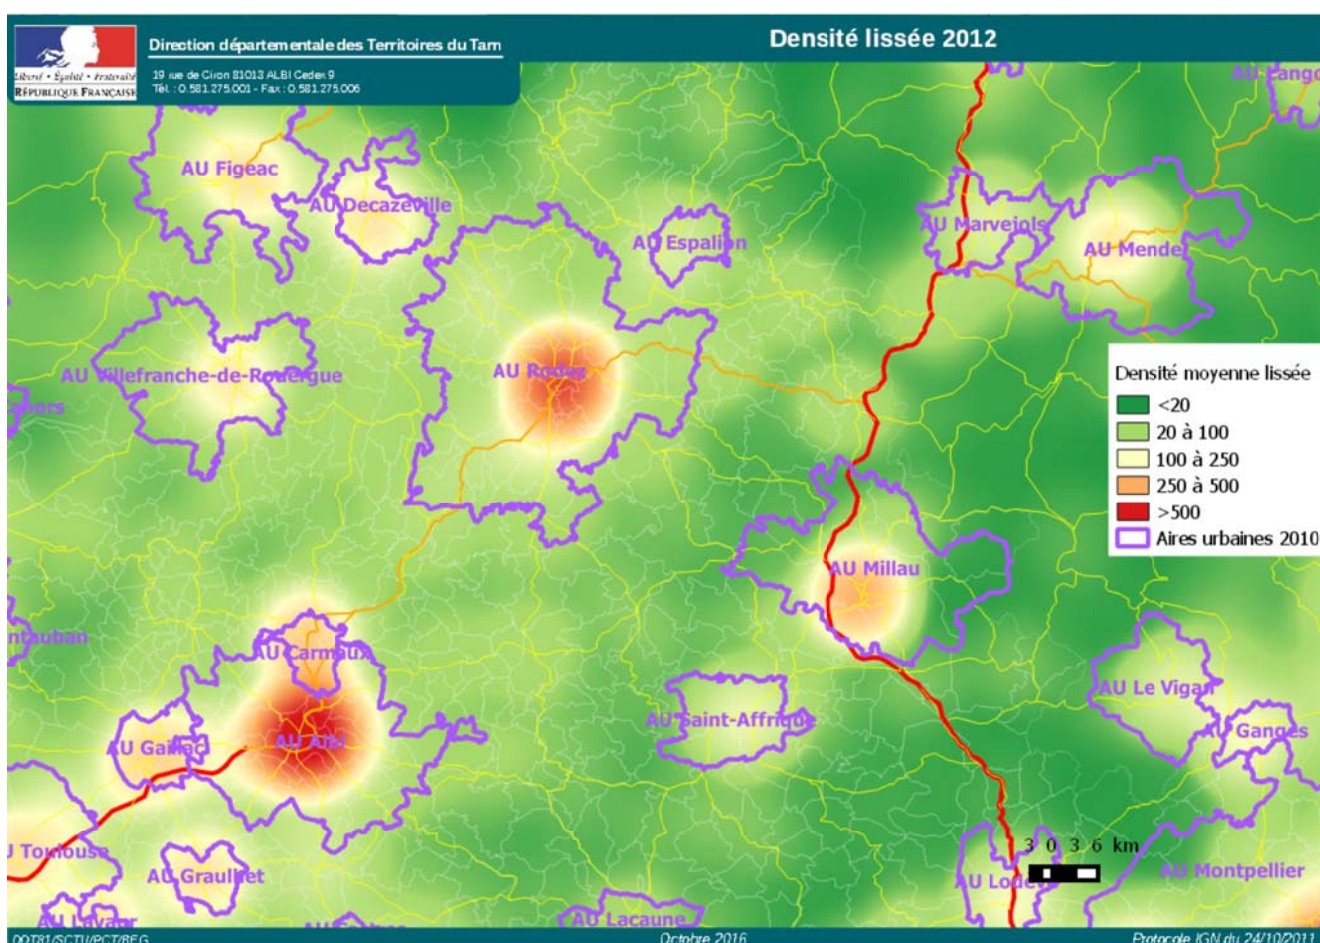 Direction départementale des Territoires du Tarn
Densité lissée 2012
19 rue de Ciron 81013 ALBI Cedex 9
Tél. : 0.581.275.001 - Fax : 0.581.275.006
Liberté • Égalité • Fraternité
RÉPUBLIQUE FRANÇAISE
AU Lango
AU Figeac
AU Decazeville
AU Espalion
AU Marvejols
AU Mende
AU Villefranche-de-Rouergue
AU Rodez
Cahors
Densité moyenne lissée
<20
20 à 100
100 à 250
250 à 500
>500
Aires urbaines 2010
AU Millau
ntauban
AU Carmaux
AU Le Vigan
AU Saint-Affrique
AU Ganges
AU Gaillac
AU Albi
3 0 3 6 km
U Toulouse
AU Graulhet
AU Lodève
AU Montpellier
AU Lavaur
AU Castres
AU Lacaune
DDT81/SCTU/PCT/BEG
Octobre 2016
Protocole IGN du 24/10/2011